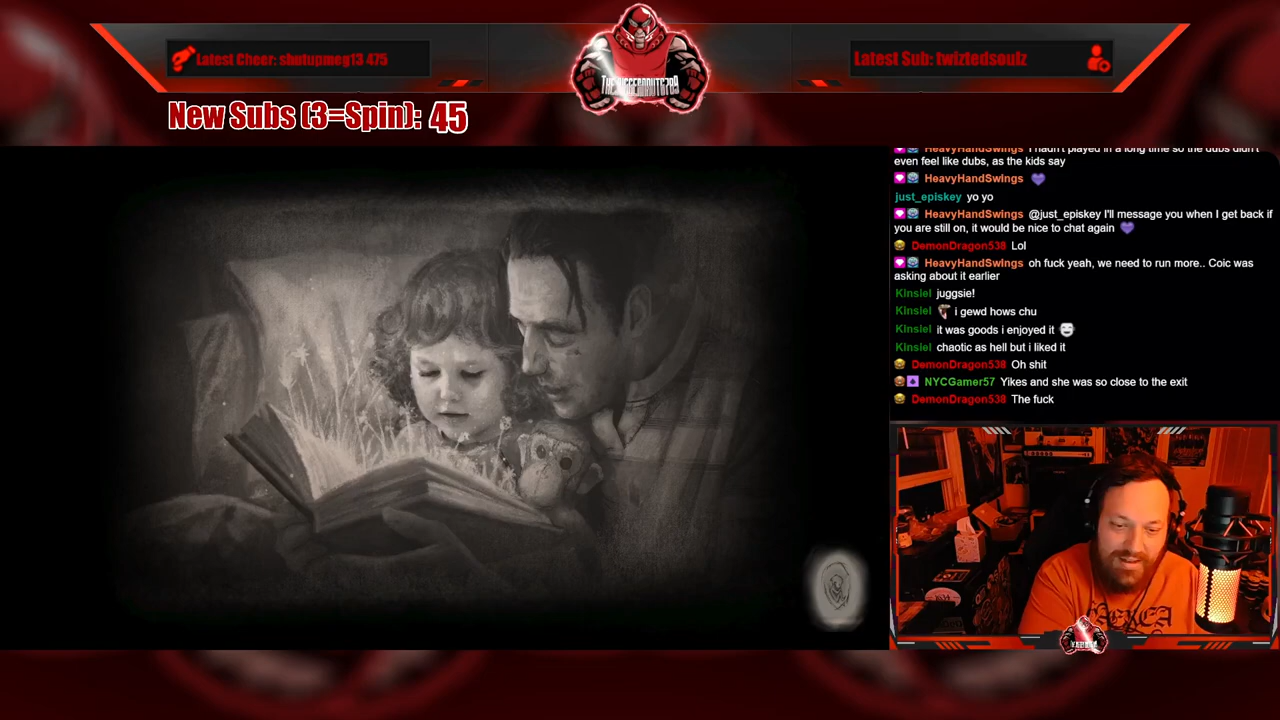 Latest Cheer: shutupmeg13 475
THEJUGGERNAUT6789
Latest Sub: twiztedsoulz
New Subs (3=Spin): 45
HeavyHandSwings I hadn't played in a long time so the dubs didn't
even feel like dubs, as the kids say
HeavyHandSwings
just_episkey yo yo
HeavyHandSwings @just_episkey I'll message you when I get back if
you are still on, it would be nice to chat again
DemonDragon538 Lol
HeavyHandSwings oh fuck yeah, we need to run more.. Coic was
asking about it earlier
Kinsiel juggsie!
Kinsiel i gewd hows chu
Kinsiel it was goods i enjoyed it
Kinsiel chaotic as hell but i liked it
DemonDragon538 Oh shit
NYCGamer57 Yikes and she was so close to the exit
DemonDragon538 The fuck